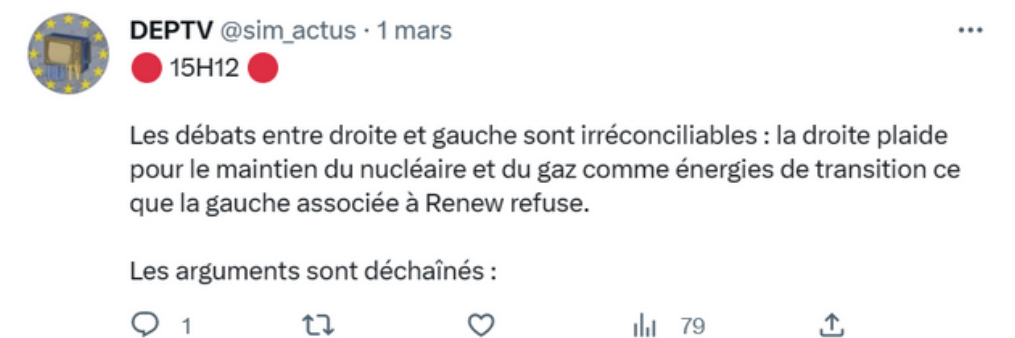 DEPTV @sim_actus · 1 mars
🔴 15H12 🔴
Les débats entre droite et gauche sont irréconciliables : la droite plaide
pour le maintien du nucléaire et du gaz comme énergies de transition ce
que la gauche associée à Renew refuse.
Les arguments sont déchaînés :
1 79